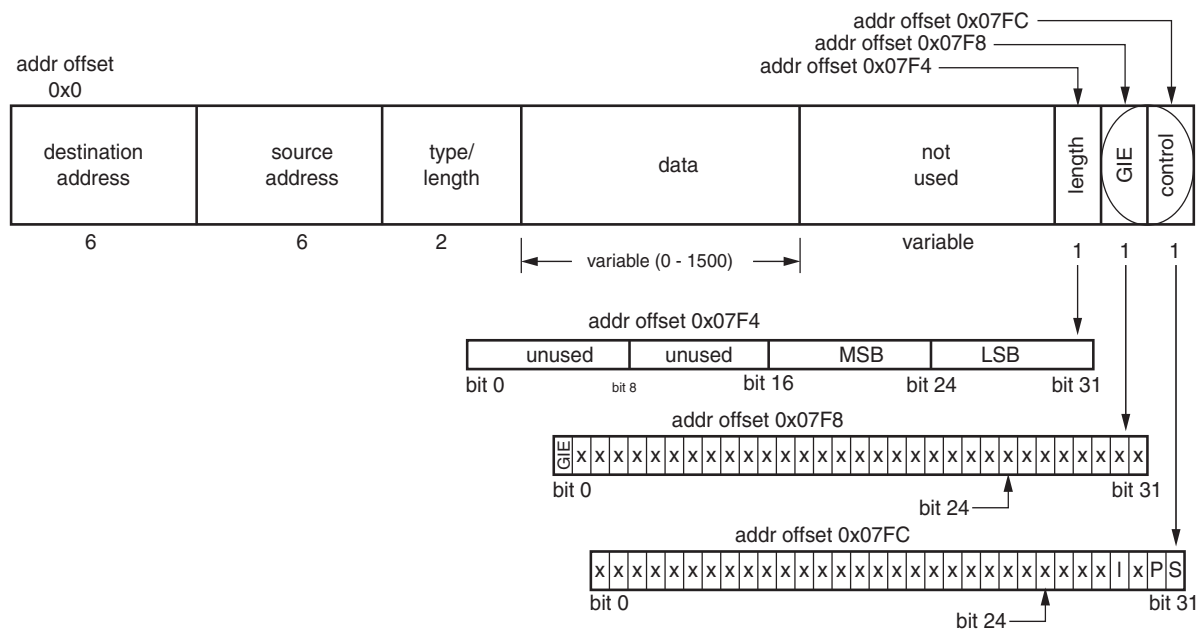 addr offset 0x07FC
addr offset 0x07F8
addr offset 0x07F4
addr offset
0x0
destination
address
source
address
type/
length
data
not
used
length
GIE
control
6
6
2
variable (0 - 1500)
variable
1
1
1
addr offset 0x07F4
unused unused MSB LSB
bit 0 bit 8 bit 16 bit 24 bit 31
addr offset 0x07F8
GIE x x x x x x x x x x x x x x x x x x x x x x x x x x x x x x x
bit 0 bit 31
bit 24
addr offset 0x07FC
x x x x x x x x x x x x x x x x x x x x x x x x x x x x I x P S
bit 0 bit 31
bit 24